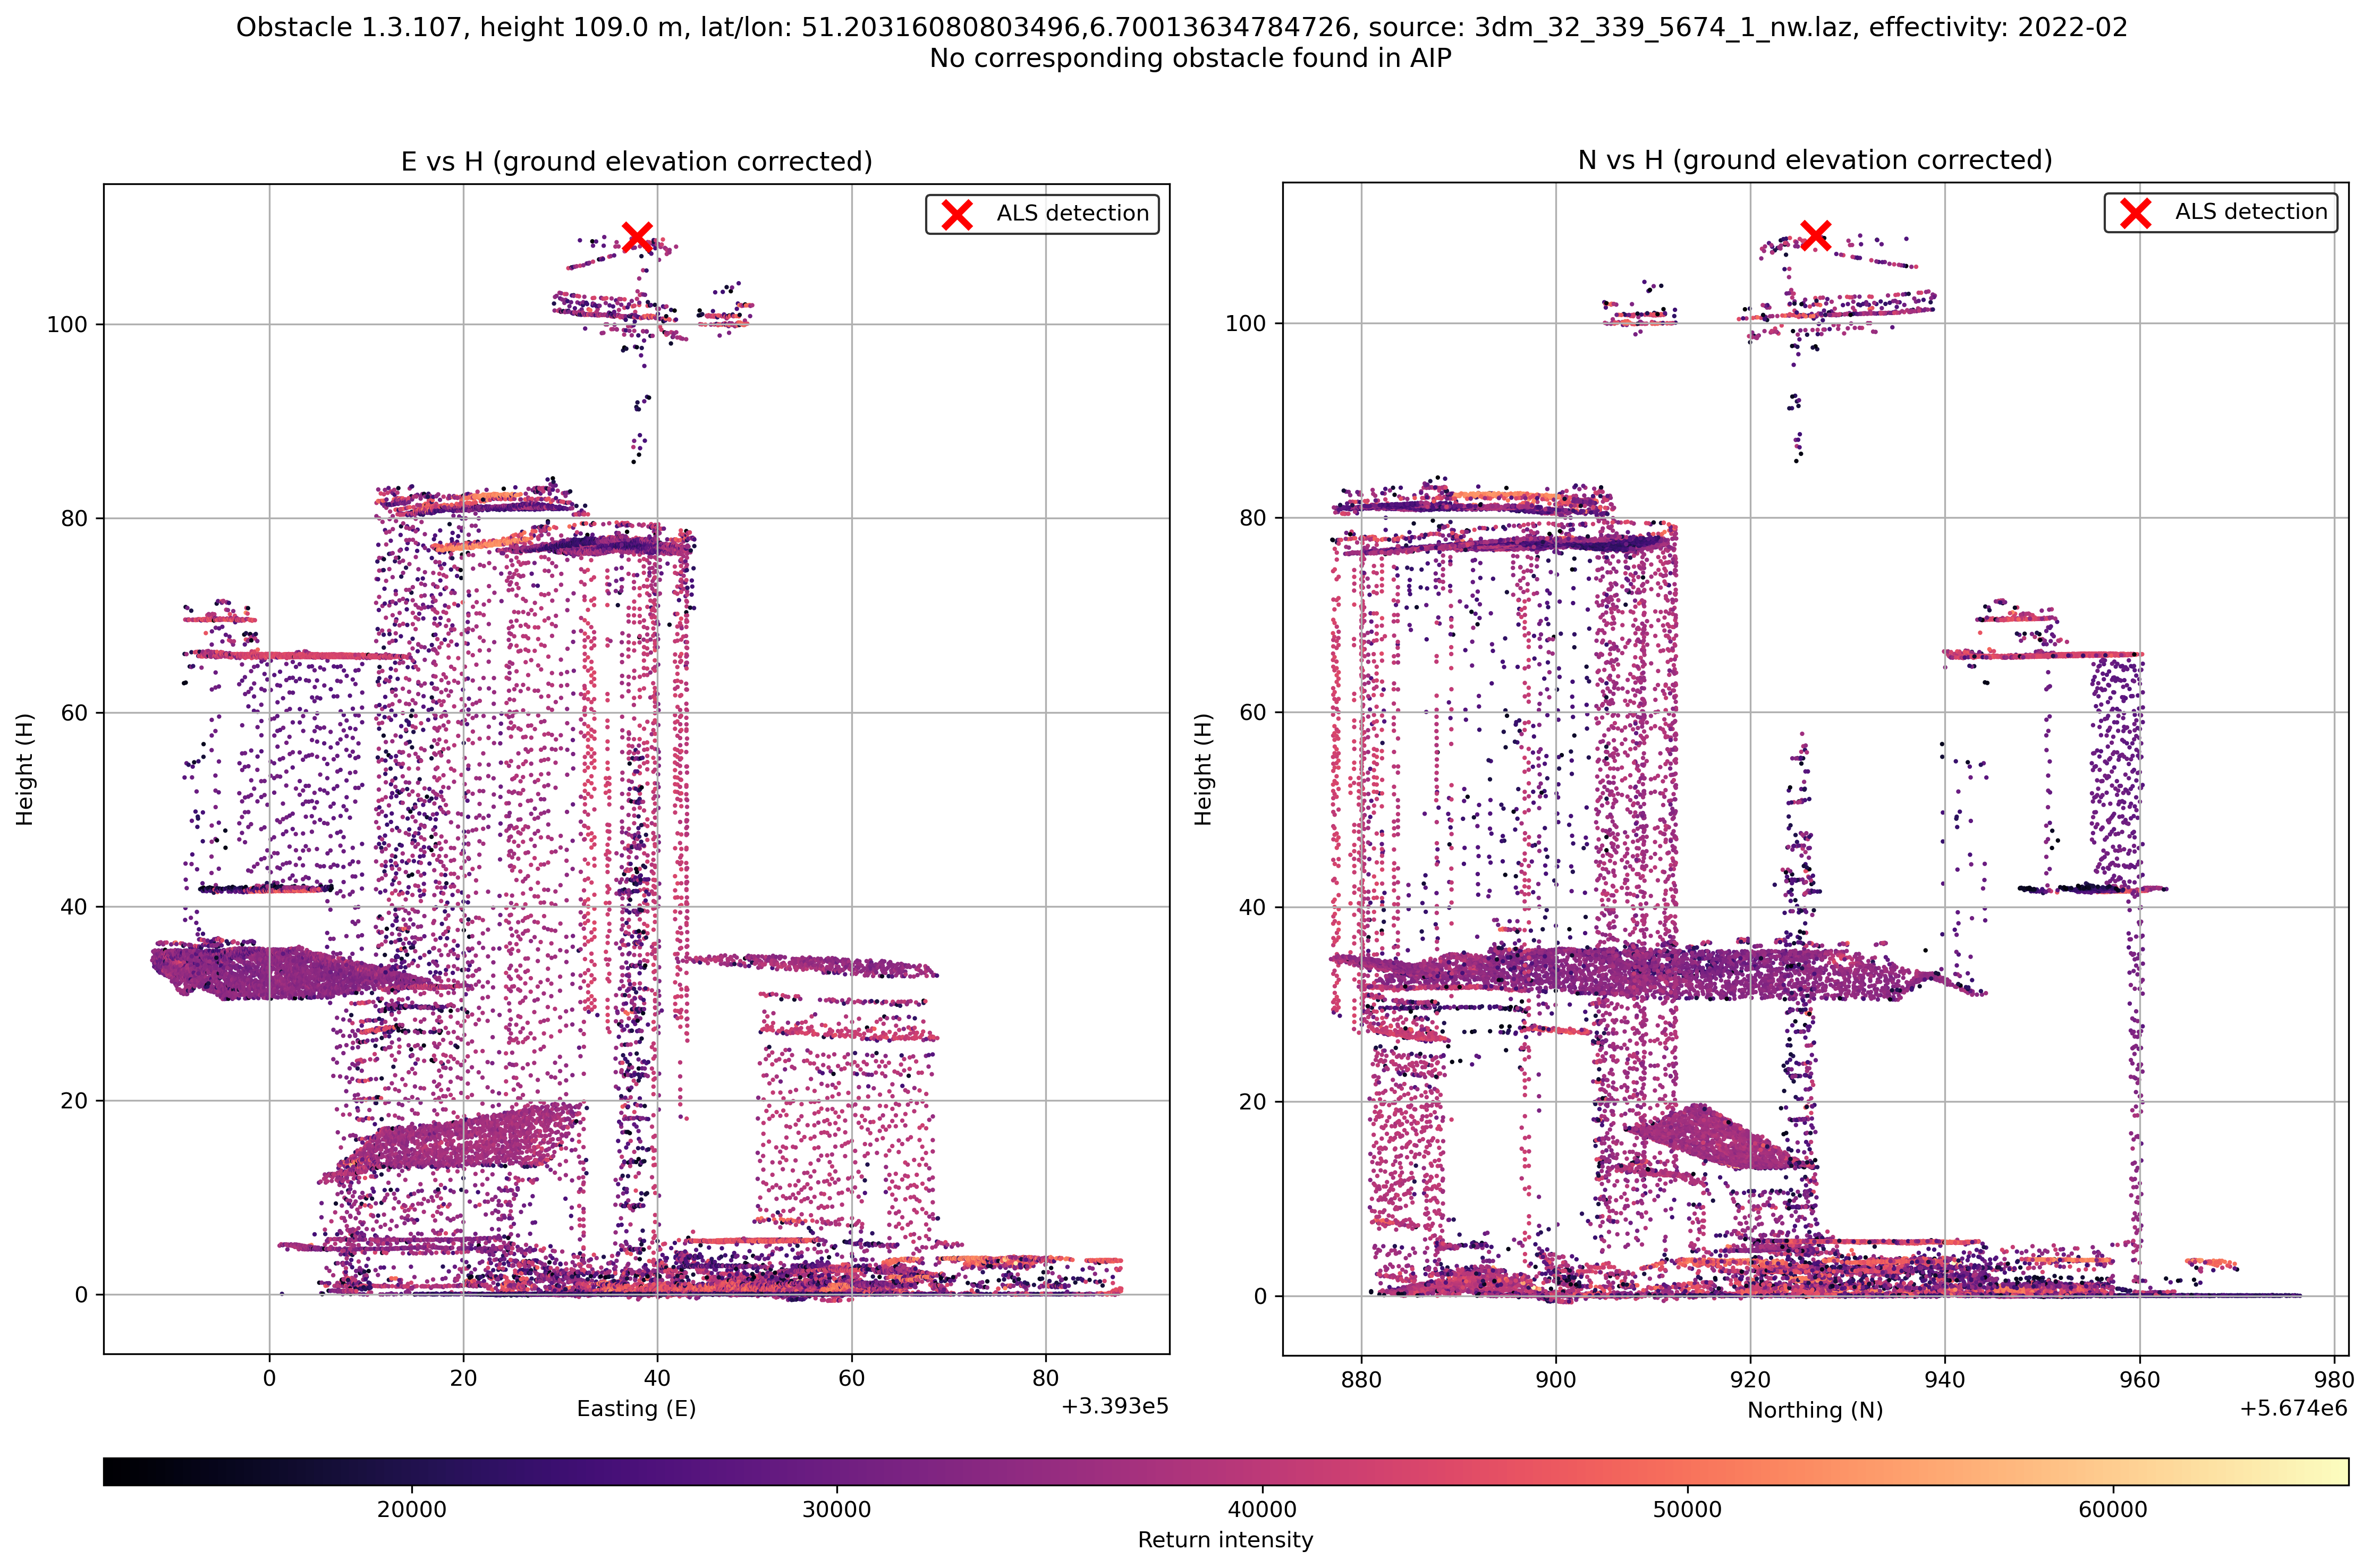 Obstacle 1.3.107, height 109.0 m, lat/lon: 51.20316080803496,6.70013634784726, source: 3dm_32_339_5674_1_nw.laz, effectivity: 2022-02
No corresponding obstacle found in AIP
E vs H (ground elevation corrected)
ALS detection
Height (H)
100
80
60
40
20
0
0 20 40 60 80
+3.393e5
Easting (E)
N vs H (ground elevation corrected)
ALS detection
Height (H)
100
80
60
40
20
0
880 900 920 940 960 980
+5.674e6
Northing (N)
20000 30000 40000 50000 60000
Return intensity